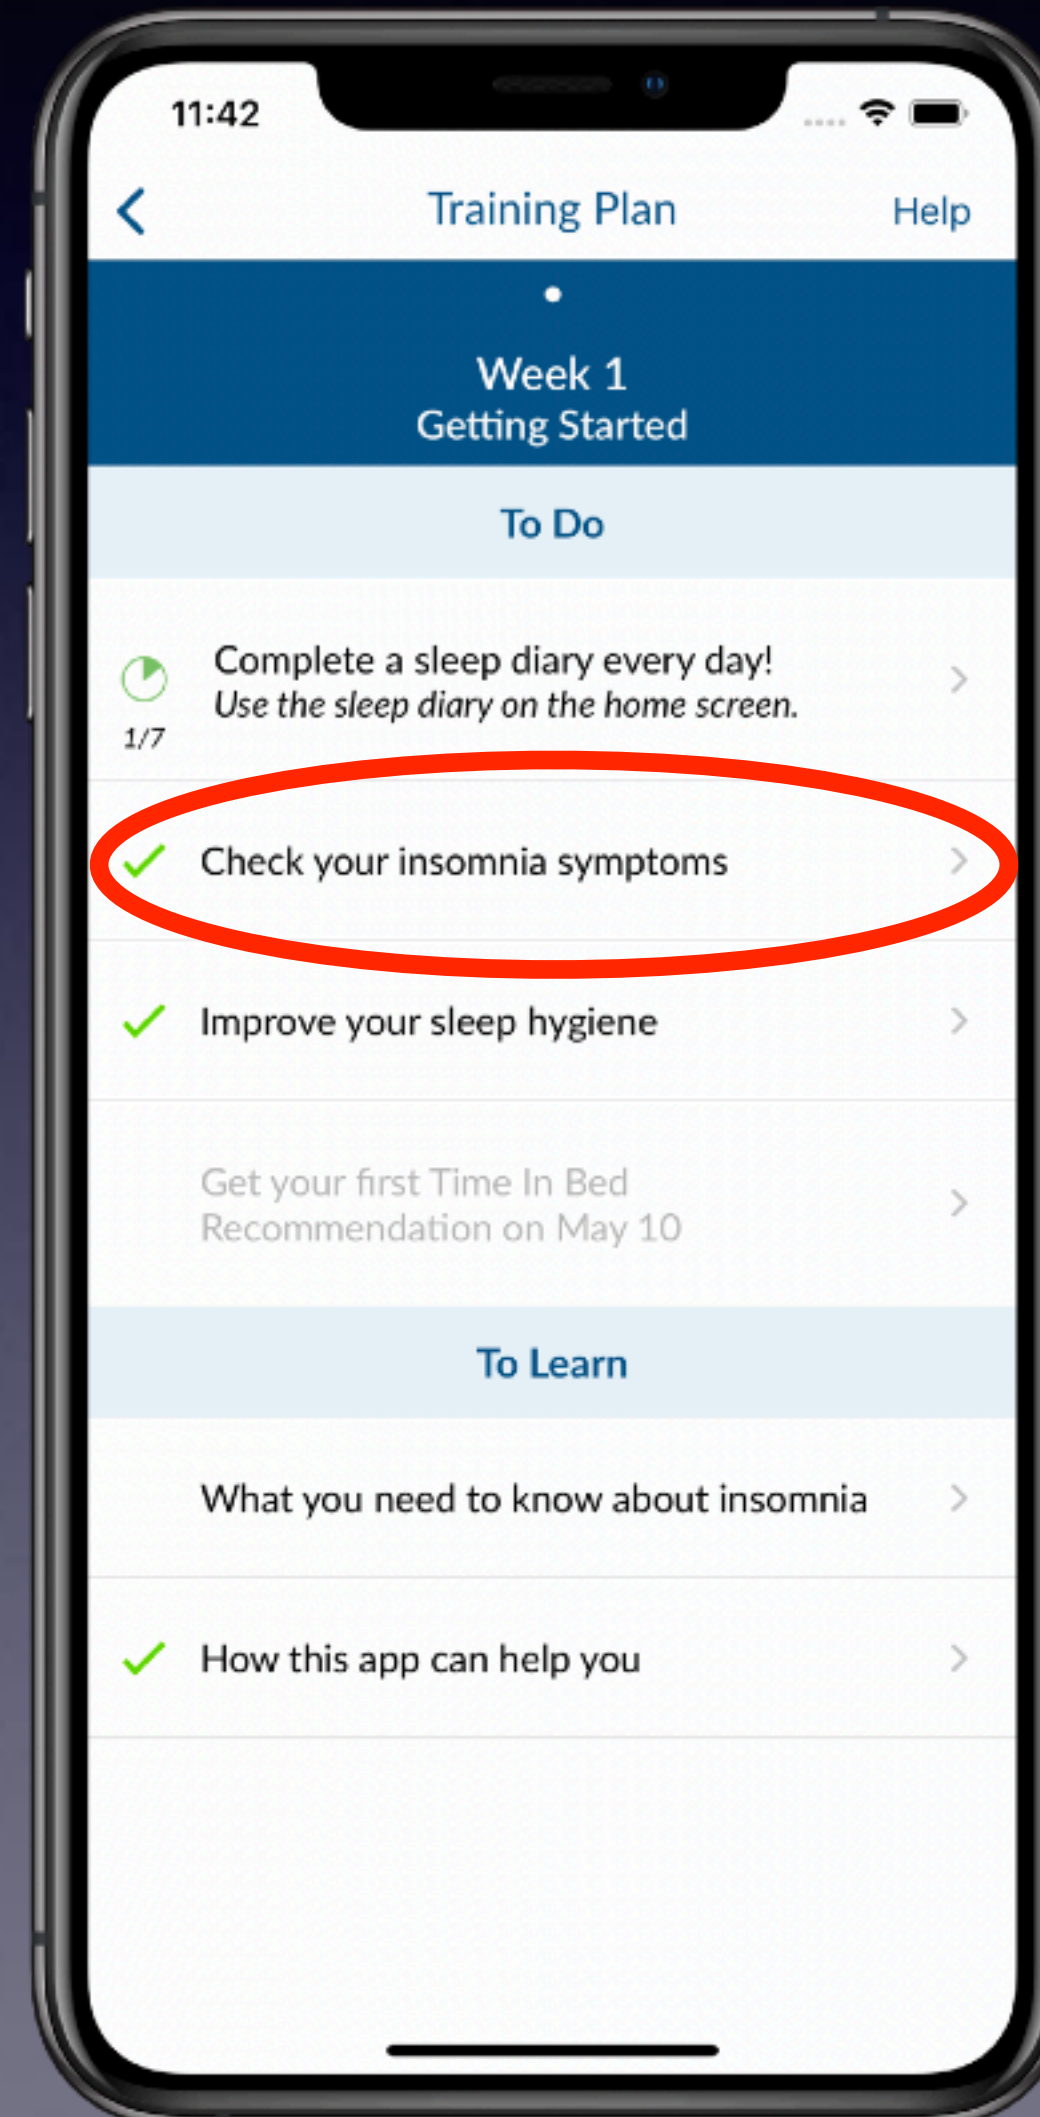 11:42
Training Plan
Help
Week 1
Getting Started
To Do
Complete a sleep diary every day!
Use the sleep diary on the home screen.
1/7
Check your insomnia symptoms
Improve your sleep hygiene
Get your first Time In Bed
Recommendation on May 10
To Learn
What you need to know about insomnia
How this app can help you